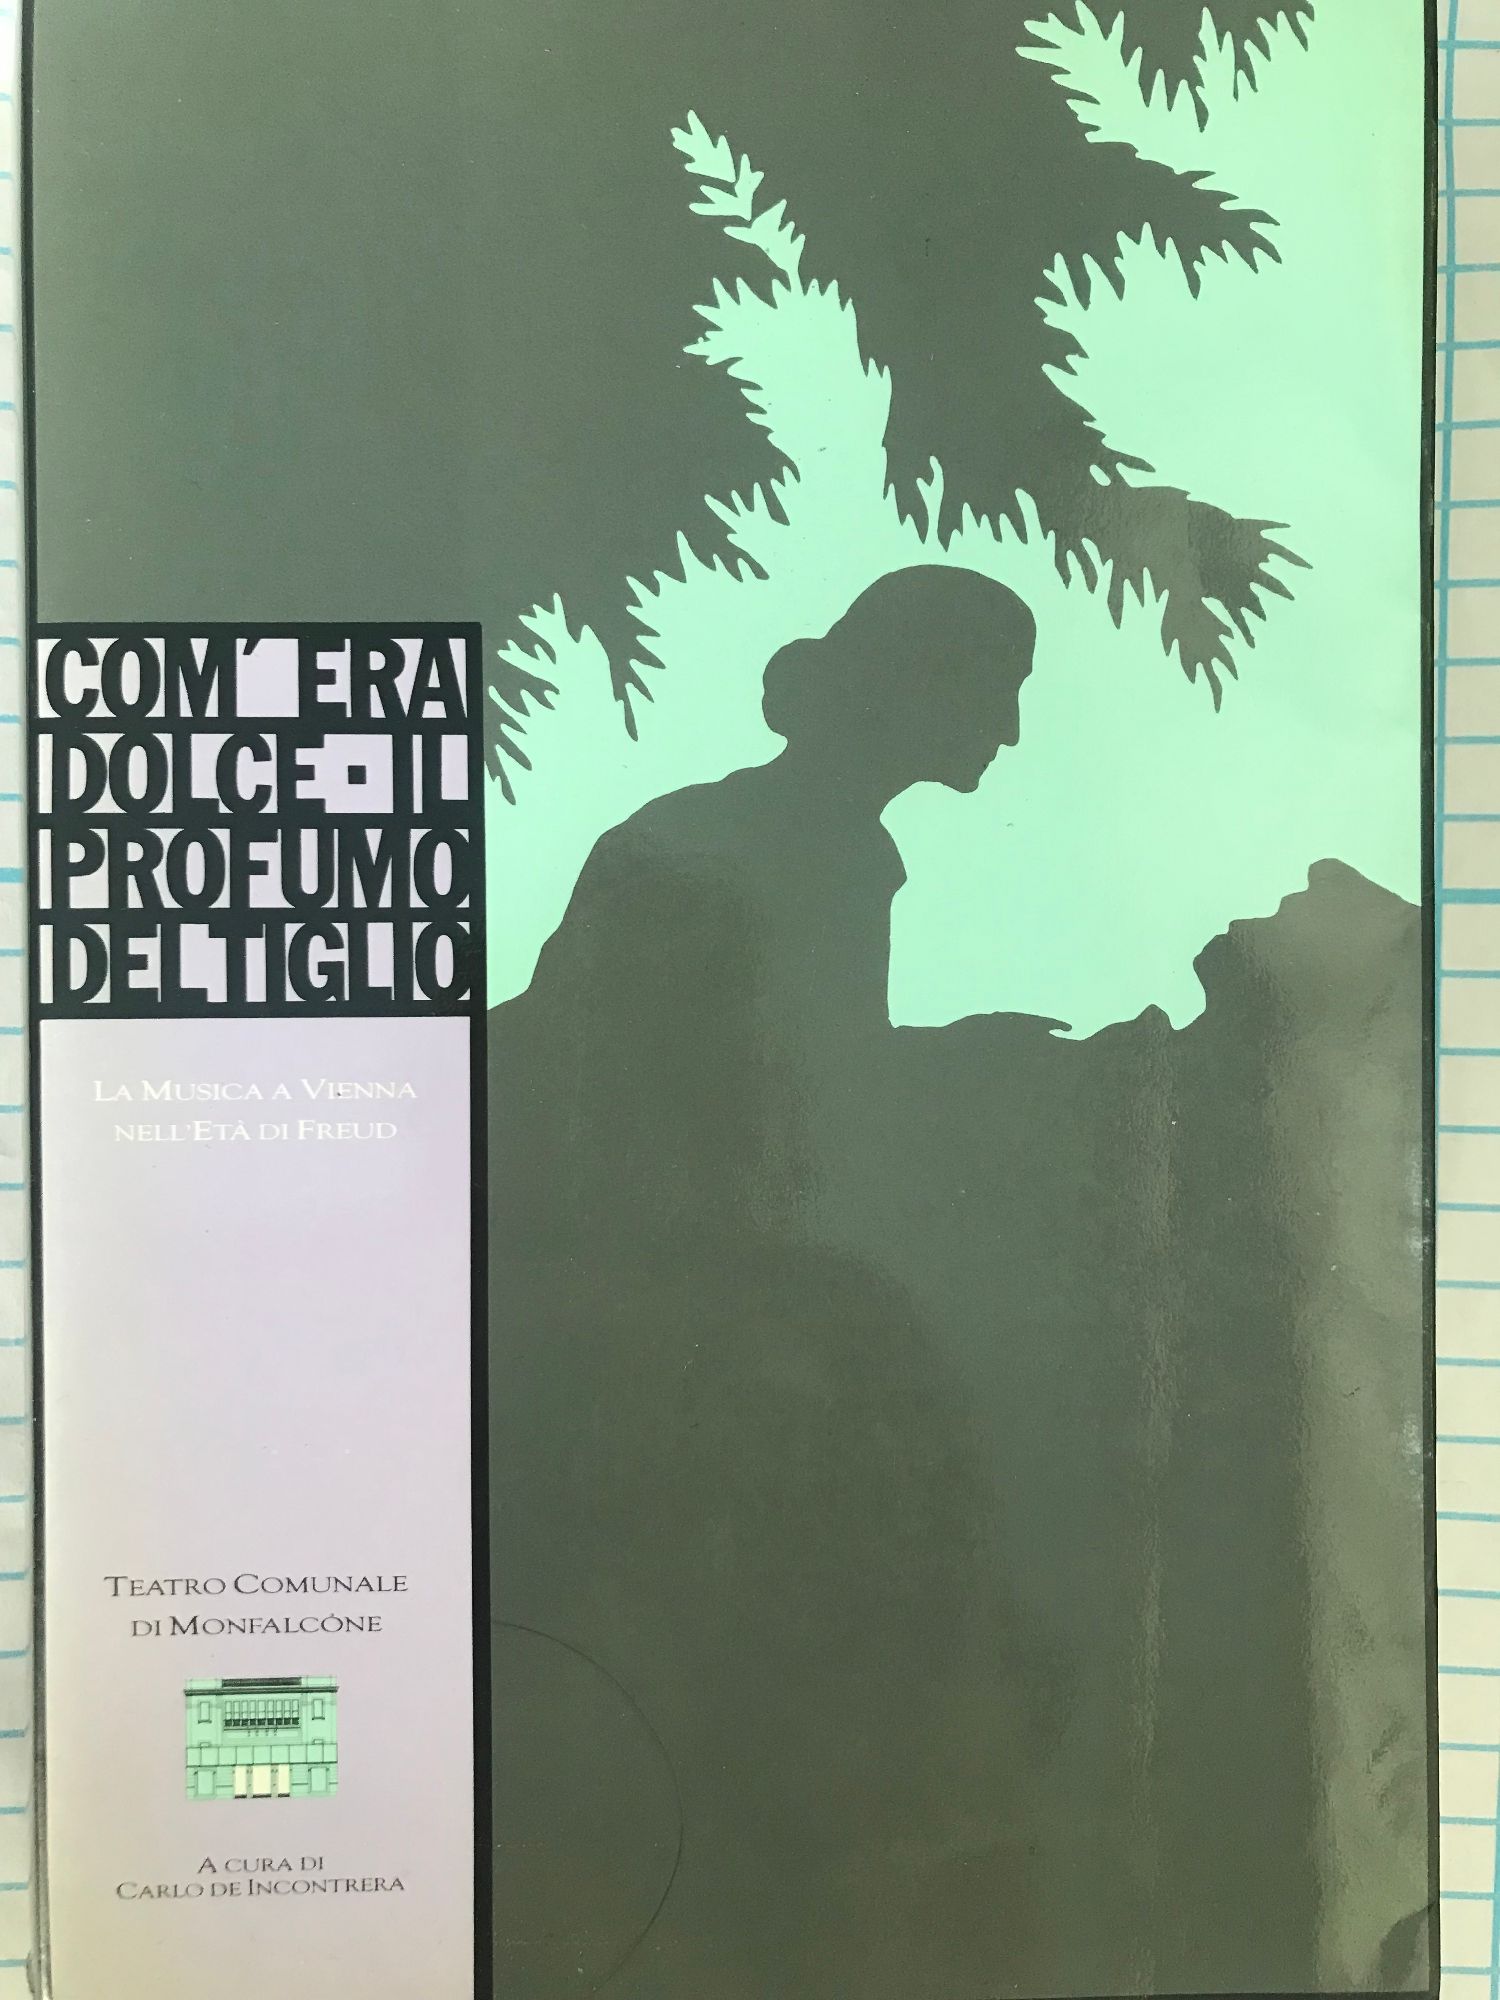 COM'ERA
DOLCE·IL
PROFUMO
DEL TIGLIO
LA MUSICA A VIENNA
NELL'ETÀ DI FREUD
TEATRO COMUNALE
DI MONFALCÓNE
A CURA DI
CARLO DE INCONTRERA